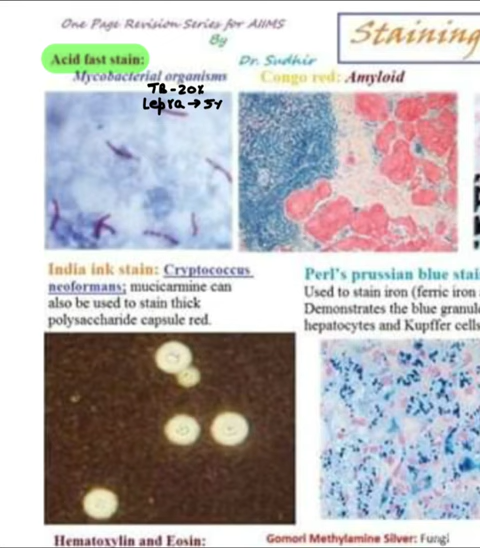 One Page Revision Series for AIIMS
By
Dr. Sudhir
Staining
Acid fast stain:
Mycobacterial organisms
TB - 20%
Lepra → 5%
Congo red: Amyloid
India ink stain: Cryptococcus
neoformans; mucicarmine can
also be used to stain thick
polysaccharide capsule red.
Perl's prussian blue stai
Used to stain iron (ferric iron
Demonstrates the blue granul
hepatocytes and Kupffer cells
Hematoxylin and Eosin:
Gomori Methylamine Silver: Fungi